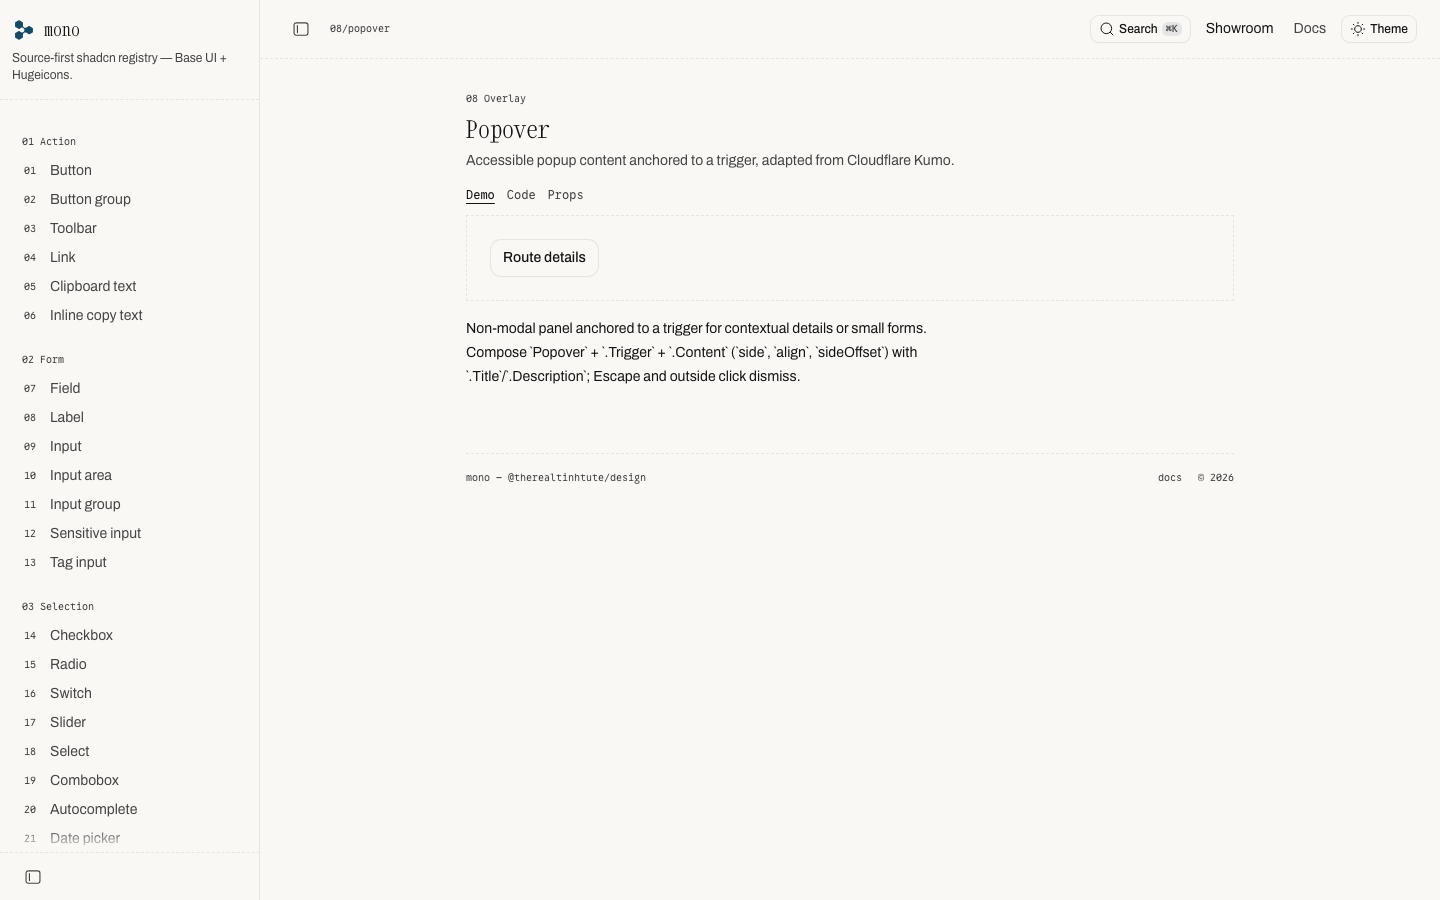 mono
Source-first shadcn registry — Base UI +
Hugeicons.
01 Action
01 Button
02 Button group
03 Toolbar
04 Link
05 Clipboard text
06 Inline copy text
02 Form
07 Field
08 Label
09 Input
10 Input area
11 Input group
12 Sensitive input
13 Tag input
03 Selection
14 Checkbox
15 Radio
16 Switch
17 Slider
18 Select
19 Combobox
20 Autocomplete
21 Date picker
08/popover
Search ⌘K
Showroom
Docs
Theme
08 Overlay
Popover
Accessible popup content anchored to a trigger, adapted from Cloudflare Kumo.
Demo Code Props
Route details
Non-modal panel anchored to a trigger for contextual details or small forms.
Compose `Popover` + `.Trigger` + `.Content` (`side`, `align`, `sideOffset`) with
`.Title`/`.Description`; Escape and outside click dismiss.
mono — @therealtinhtute/design
docs © 2026